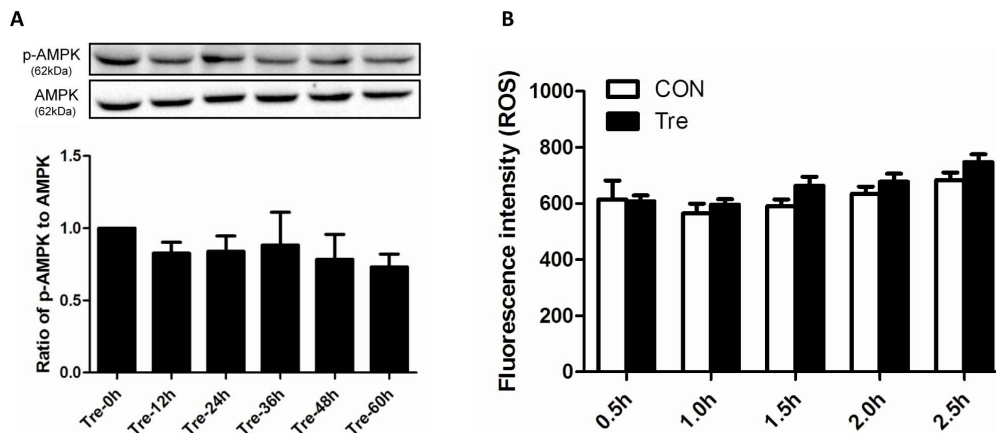 A
p-AMPK
(62kDa)
AMPK
(62kDa)
Ratio of p-AMPK to AMPK
1.5
1.0
0.5
0.0
Tre-0h
Tre-12h
Tre-24h
Tre-36h
Tre-48h
Tre-60h
B
Fluorescence intensity (ROS)
1000
800
600
400
200
0
CON
Tre
0.5h
1.0h
1.5h
2.0h
2.5h